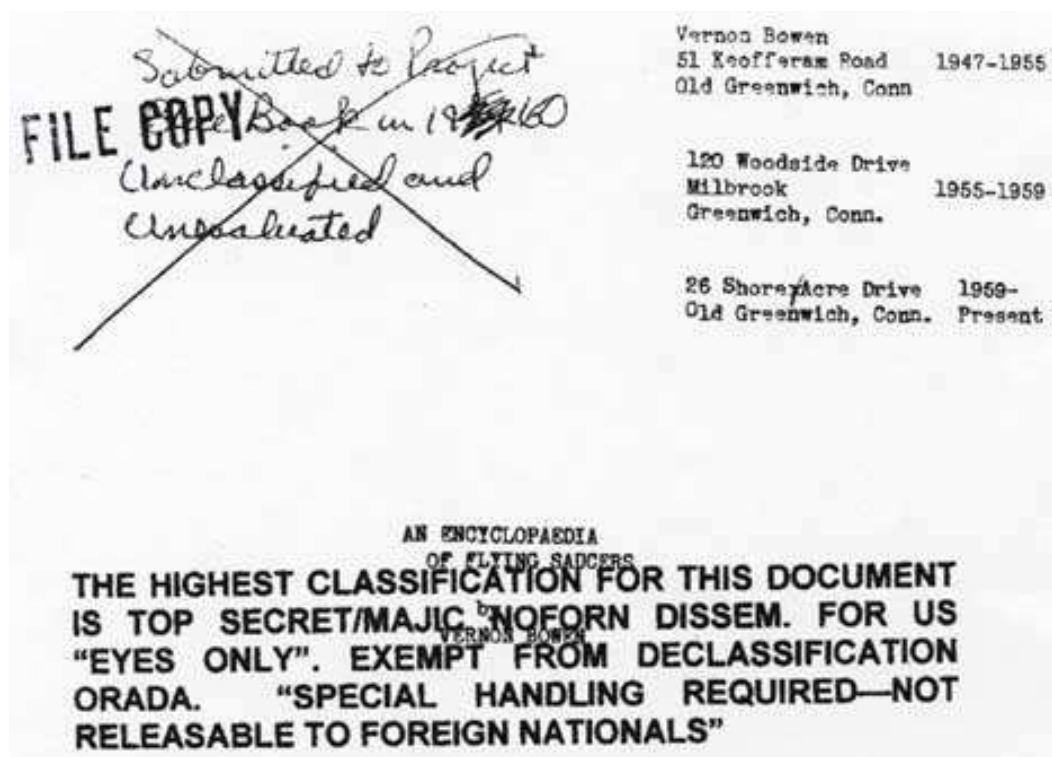 Submitted to Project
FILE COPY
Book in 19 60
Unclassified and
Unevaluated
Vernon Bowen
51 Keofferam Road 1947-1955
Old Greenwich, Conn
120 Woodside Drive
Milbrook 1955-1959
Greenwich, Conn.
26 Shore Acre Drive 1959-
Old Greenwich, Conn. Present
AN ENCYCLOPAEDIA
OF FLYING SADCERS
by
VERNON BOWEN
THE HIGHEST CLASSIFICATION FOR THIS DOCUMENT
IS TOP SECRET/MAJIC NOFORN DISSEM. FOR US
“EYES ONLY”. EXEMPT FROM DECLASSIFICATION
ORADA. “SPECIAL HANDLING REQUIRED—NOT
RELEASABLE TO FOREIGN NATIONALS”